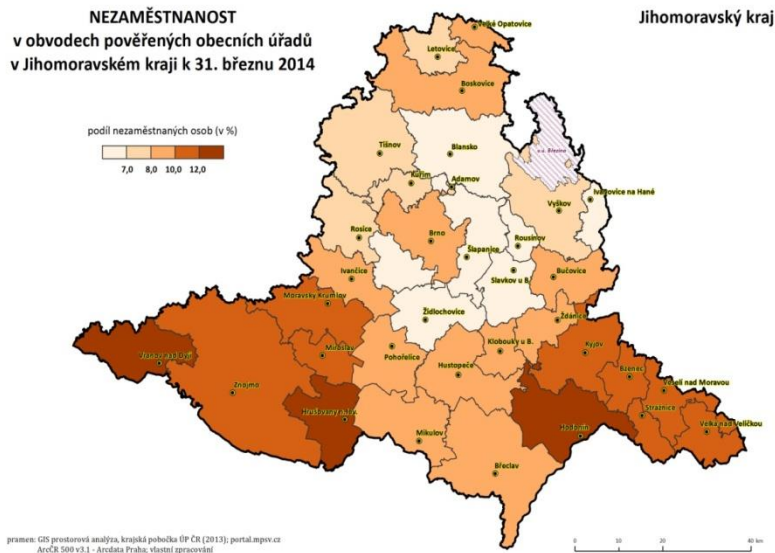 NEZAMĚSTNANOST
v obvodech pověřených obecních úřadů
v Jihomoravském kraji k 31. březnu 2014
Jihomoravský kraj
podíl nezaměstnaných osob (v %)
7,0 8,0 10,0 12,0
Velké Opatovice
Letovice
Boskovice
Tišnov
Blansko
v.ú. Březina
Kuřim
Adamov
Ivanovice na Hané
Vyškov
Rosice
Brno
Rousínov
Šlapanice
Ivančice
Slavkov u B.
Bučovice
Moravský Krumlov
Židlochovice
Ždánice
Vranov nad Dyjí
Miroslav
Pohořelice
Klobouky u B.
Kyjov
Hustopeče
Bzenec
Znojmo
Veselí nad Moravou
Hrušovany n.J.
Strážnice
Mikulov
Hodonín
Velká nad Veličkou
Břeclav
pramen: GIS prostorová analýza, krajská pobočka ÚP ČR (2013); portal.mpsv.cz
ArcČR 500 v3.1 – Arcdata Praha; vlastní zpracování
0 10 20 40 km